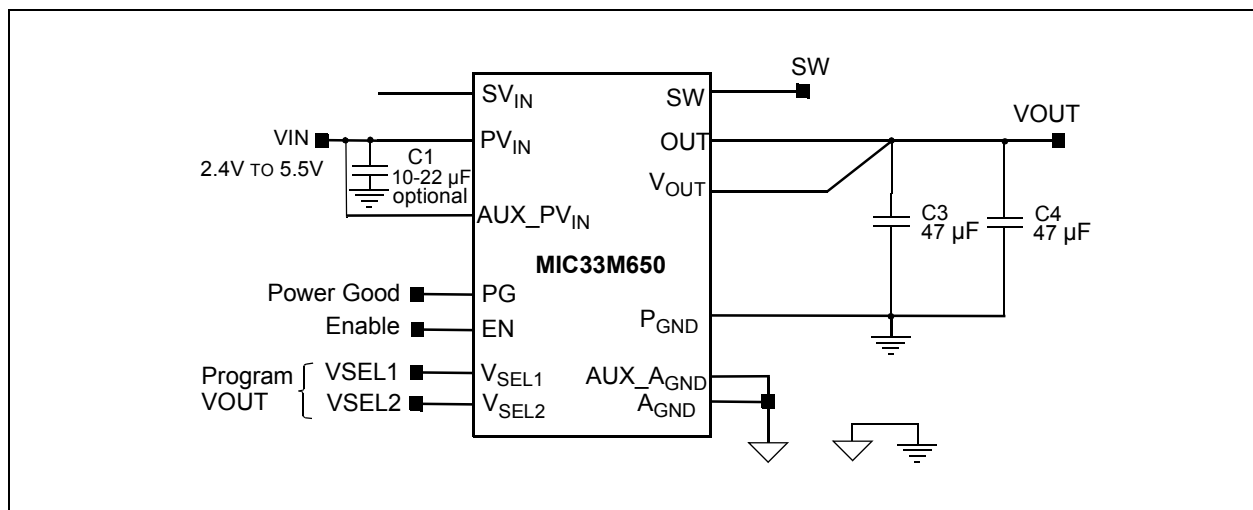 SW
SVIN
SW
VOUT
VIN
PVIN
OUT
2.4V TO 5.5V
C1
10-22 µF
optional
VOUT
AUX_PVIN
C3
47 µF
C4
47 µF
MIC33M650
Power Good
PG
PGND
Enable
EN
Program
VOUT
VSEL1
VSEL1
AUX_AGND
VSEL2
VSEL2
AGND